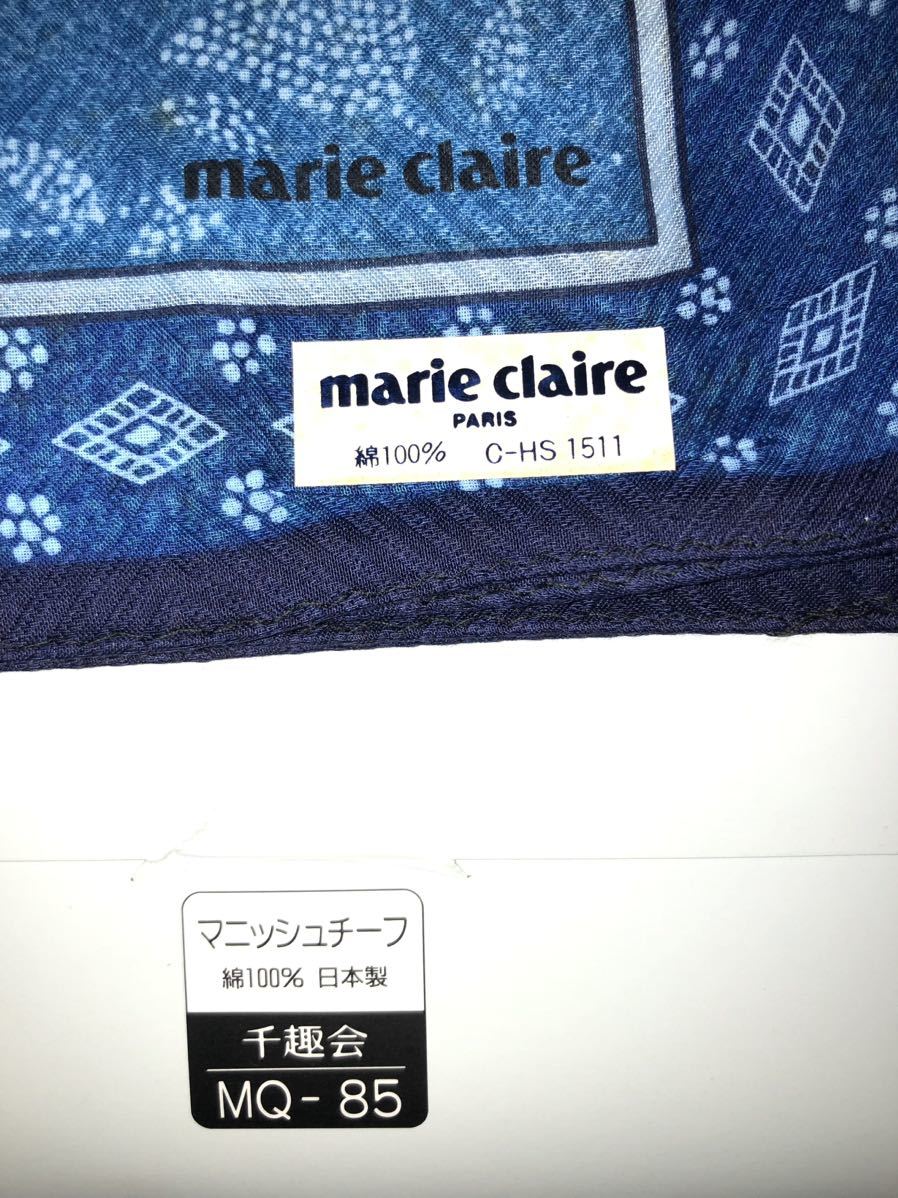 marie claire
marie claire
PARIS
綿100% C-HS 1511
マニッシュチーフ
綿100% 日本製
千趣会
MQ-85